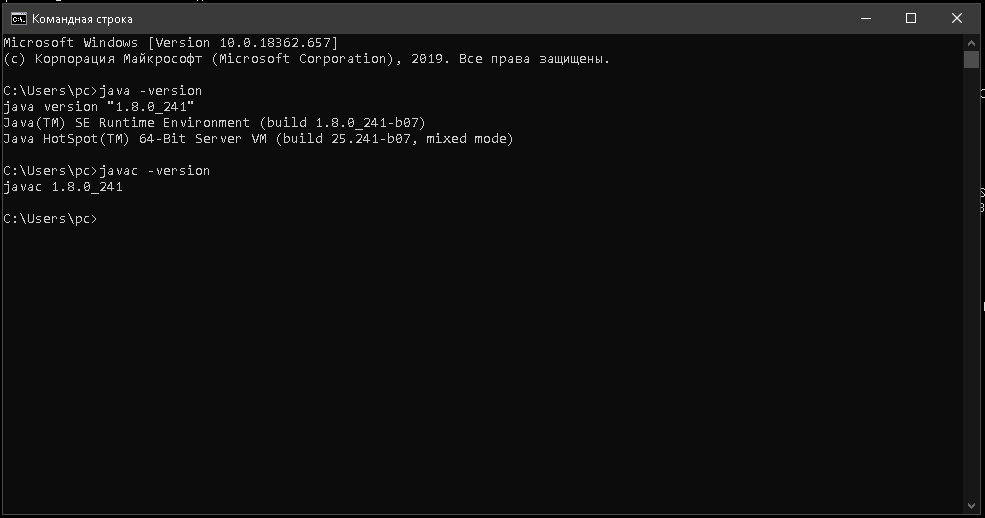 Командная строка
Microsoft Windows [Version 10.0.18362.657]
(c) Корпорация Майкрософт (Microsoft Corporation), 2019. Все права защищены.
C:\Users\pc>java -version
java version "1.8.0_241"
Java(TM) SE Runtime Environment (build 1.8.0_241-b07)
Java HotSpot(TM) 64-Bit Server VM (build 25.241-b07, mixed mode)
C:\Users\pc>javac -version
javac 1.8.0_241
C:\Users\pc>